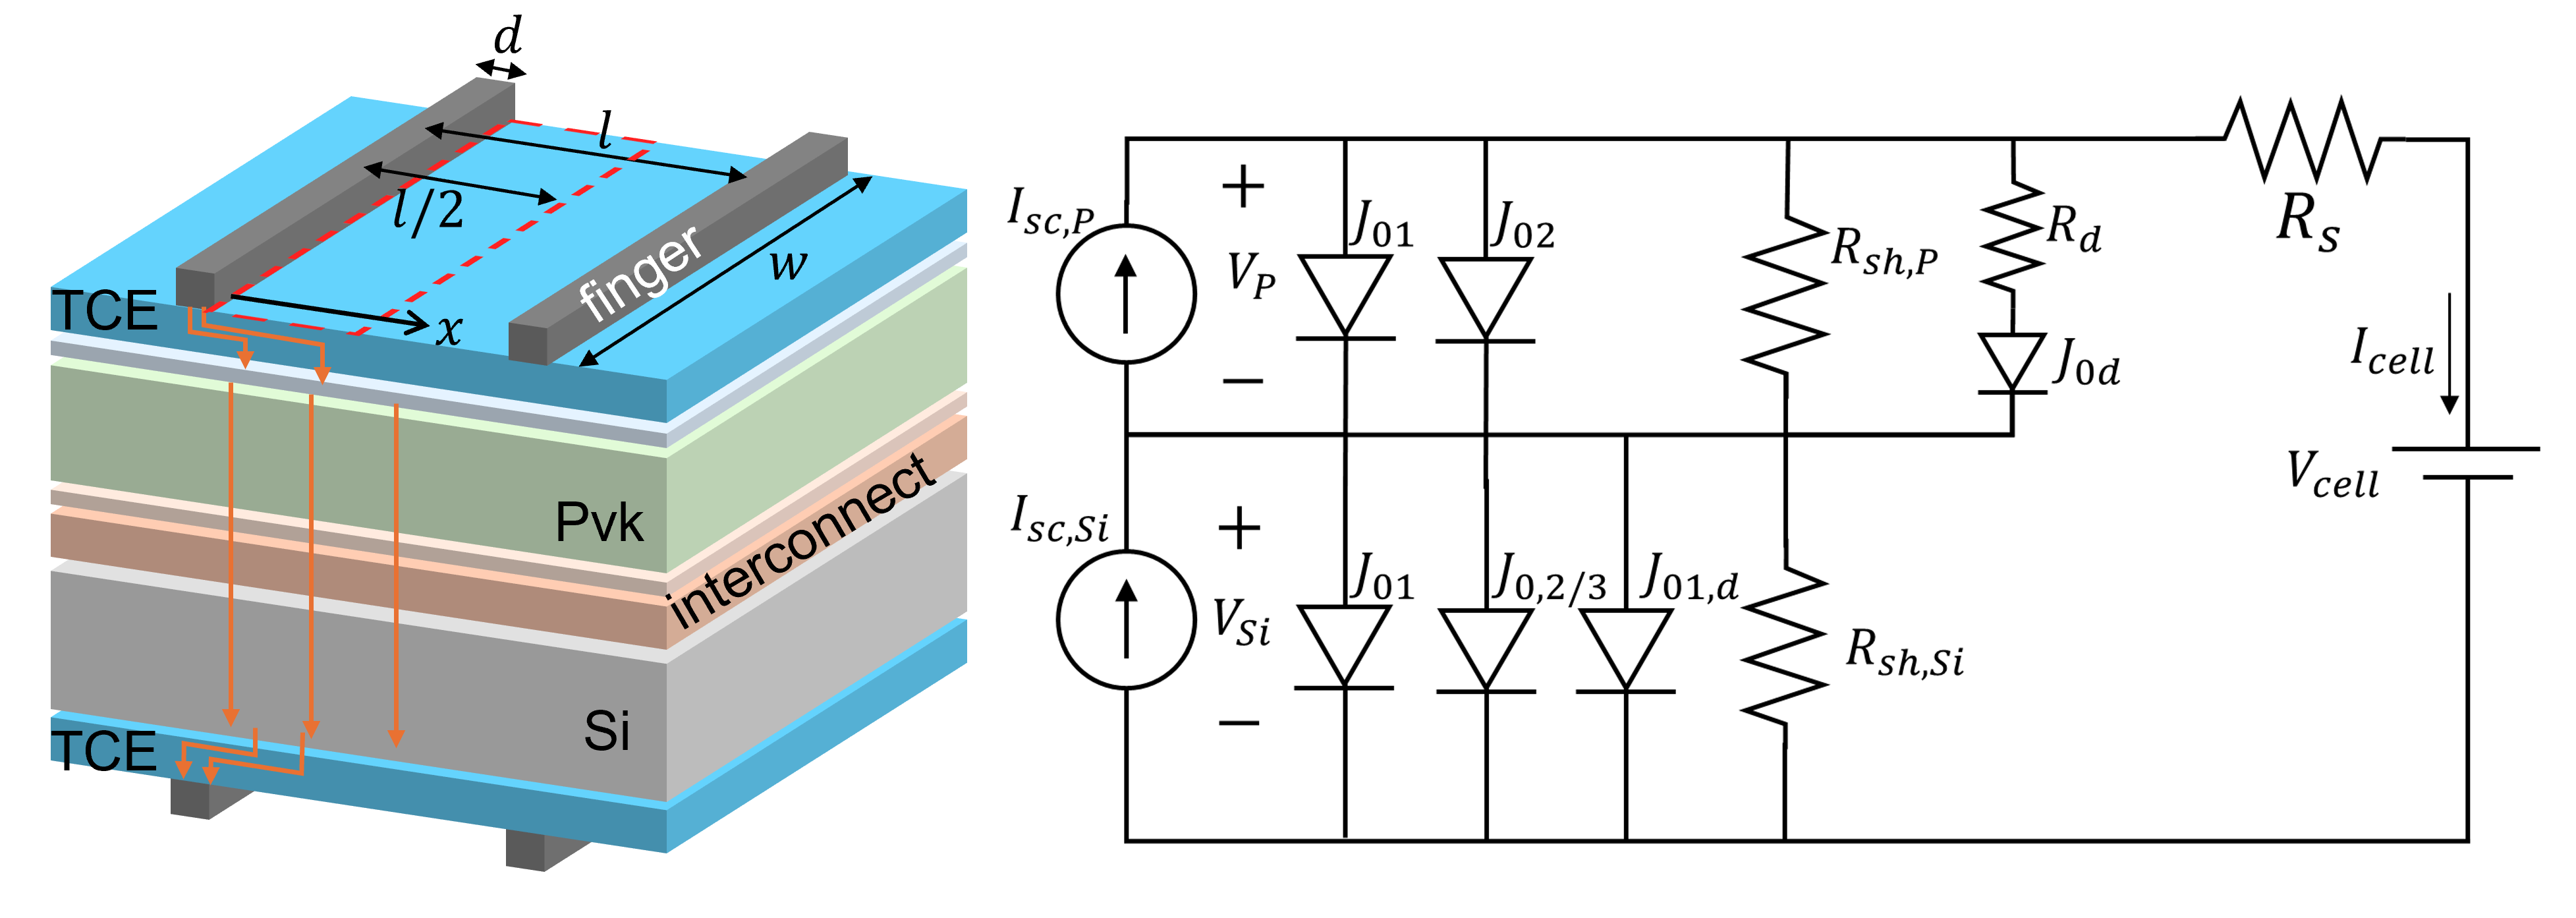 d
l
l/2
finger
w
TCE
x
Pvk
interconnect
Si
TCE
I_{sc,P}
+
V_P
−
J_{01}
J_{02}
R_{sh,P}
R_d
J_{0d}
R_s
I_{cell}
V_{cell}
I_{sc,Si}
+
V_{Si}
−
J_{01}
J_{0,2/3}
J_{01,d}
R_{sh,Si}